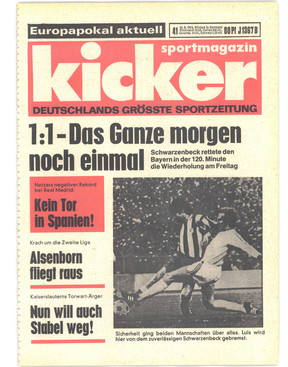 Europapokal aktuell
41
80 Pf J 1367 B
sportmagazin
kicker
DEUTSCHLANDS GRÖSSTE SPORTZEITUNG
1:1-Das Ganze morgen
noch einmal
Schwarzenbeck rettete den
Bayern in der 120. Minute
die Wiederholung am Freitag
Netzers negativer Rekord
bei Real Madrid:
Kein Tor
in Spanien!
Krach um die Zweite Liga
Alsenborn
fliegt raus
Kaiserslauterns Torwart-Ärger
Nun will auch
Stabel weg!
Sicherheit ging beiden Mannschaften über alles. Luis wird
hier von dem zuverlässigen Schwarzenbeck gebremst.